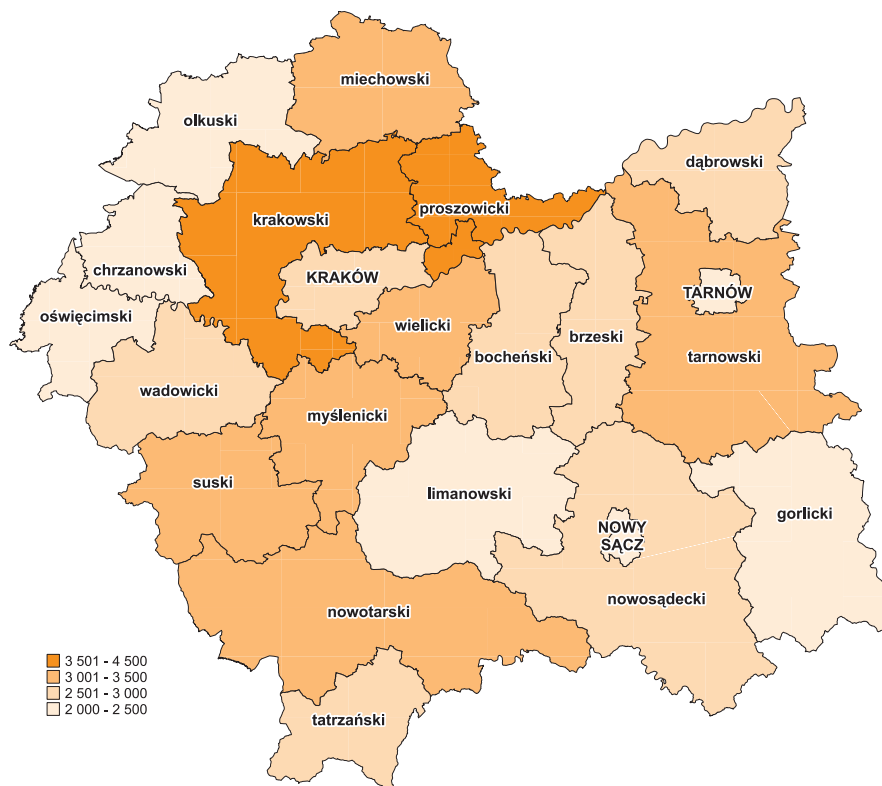 miechowski
olkuski
dąbrowski
proszowicki
krakowski
chrzanowski
KRAKÓW
TARNÓW
oświęcimski
wielicki
brzeski
bocheński
tarnowski
wadowicki
myślenicki
suski
limanowski
gorlicki
NOWY
SĄCZ
nowosądecki
nowotarski
3 501 - 4 500
3 001 - 3 500
2 501 - 3 000
2 000 - 2 500
tatrzański